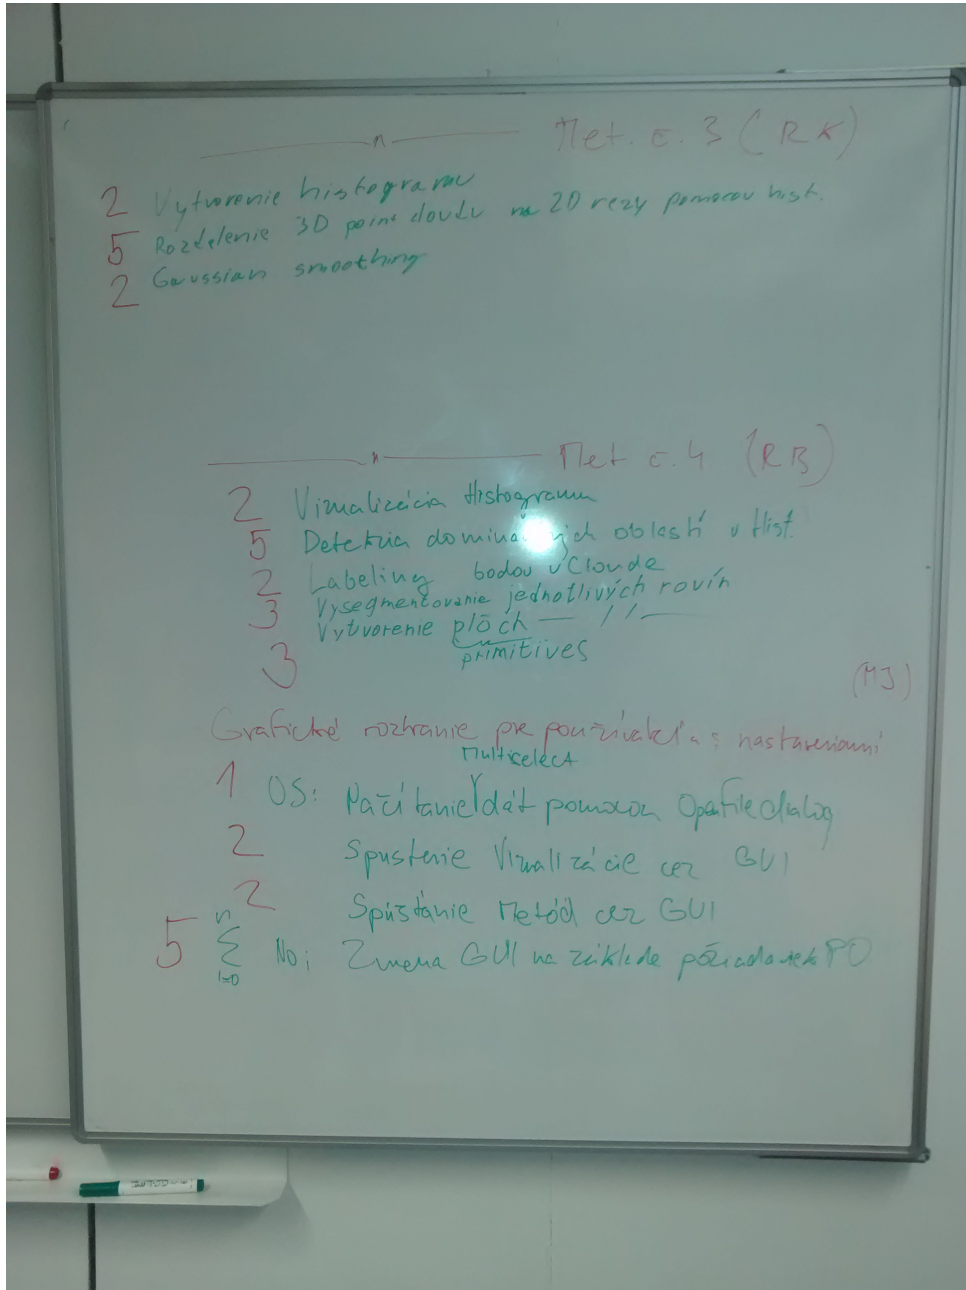 — " — Met. č. 3 (RK)
2 Vytvorenie histogramu
5 Rozdelenie 3D point cloudu na 2D rezy pomocou hist.
2 Gaussian smoothing
— " — Met č. 4 (RB)
2 Vizualizácia Histogramu
5 Detekcia dominantných oblastí v Hist.
2 Labeling bodov v Cloude
3 Vysegmentovanie jednotlivých rovín
3 Vytvorenie plôch — // —
primitives
(MJ)
Grafické rozhranie pre používateľa s nastaveniami
Multiselect
1 OS: Načítanie dát pomocou OpenFiledialog
2 Spustenie Vizualizácie cez GUI
2 Spúšťanie Metód cez GUI
5 n Σ i=0 No; Zmena GUI na základe požiadaviek PO